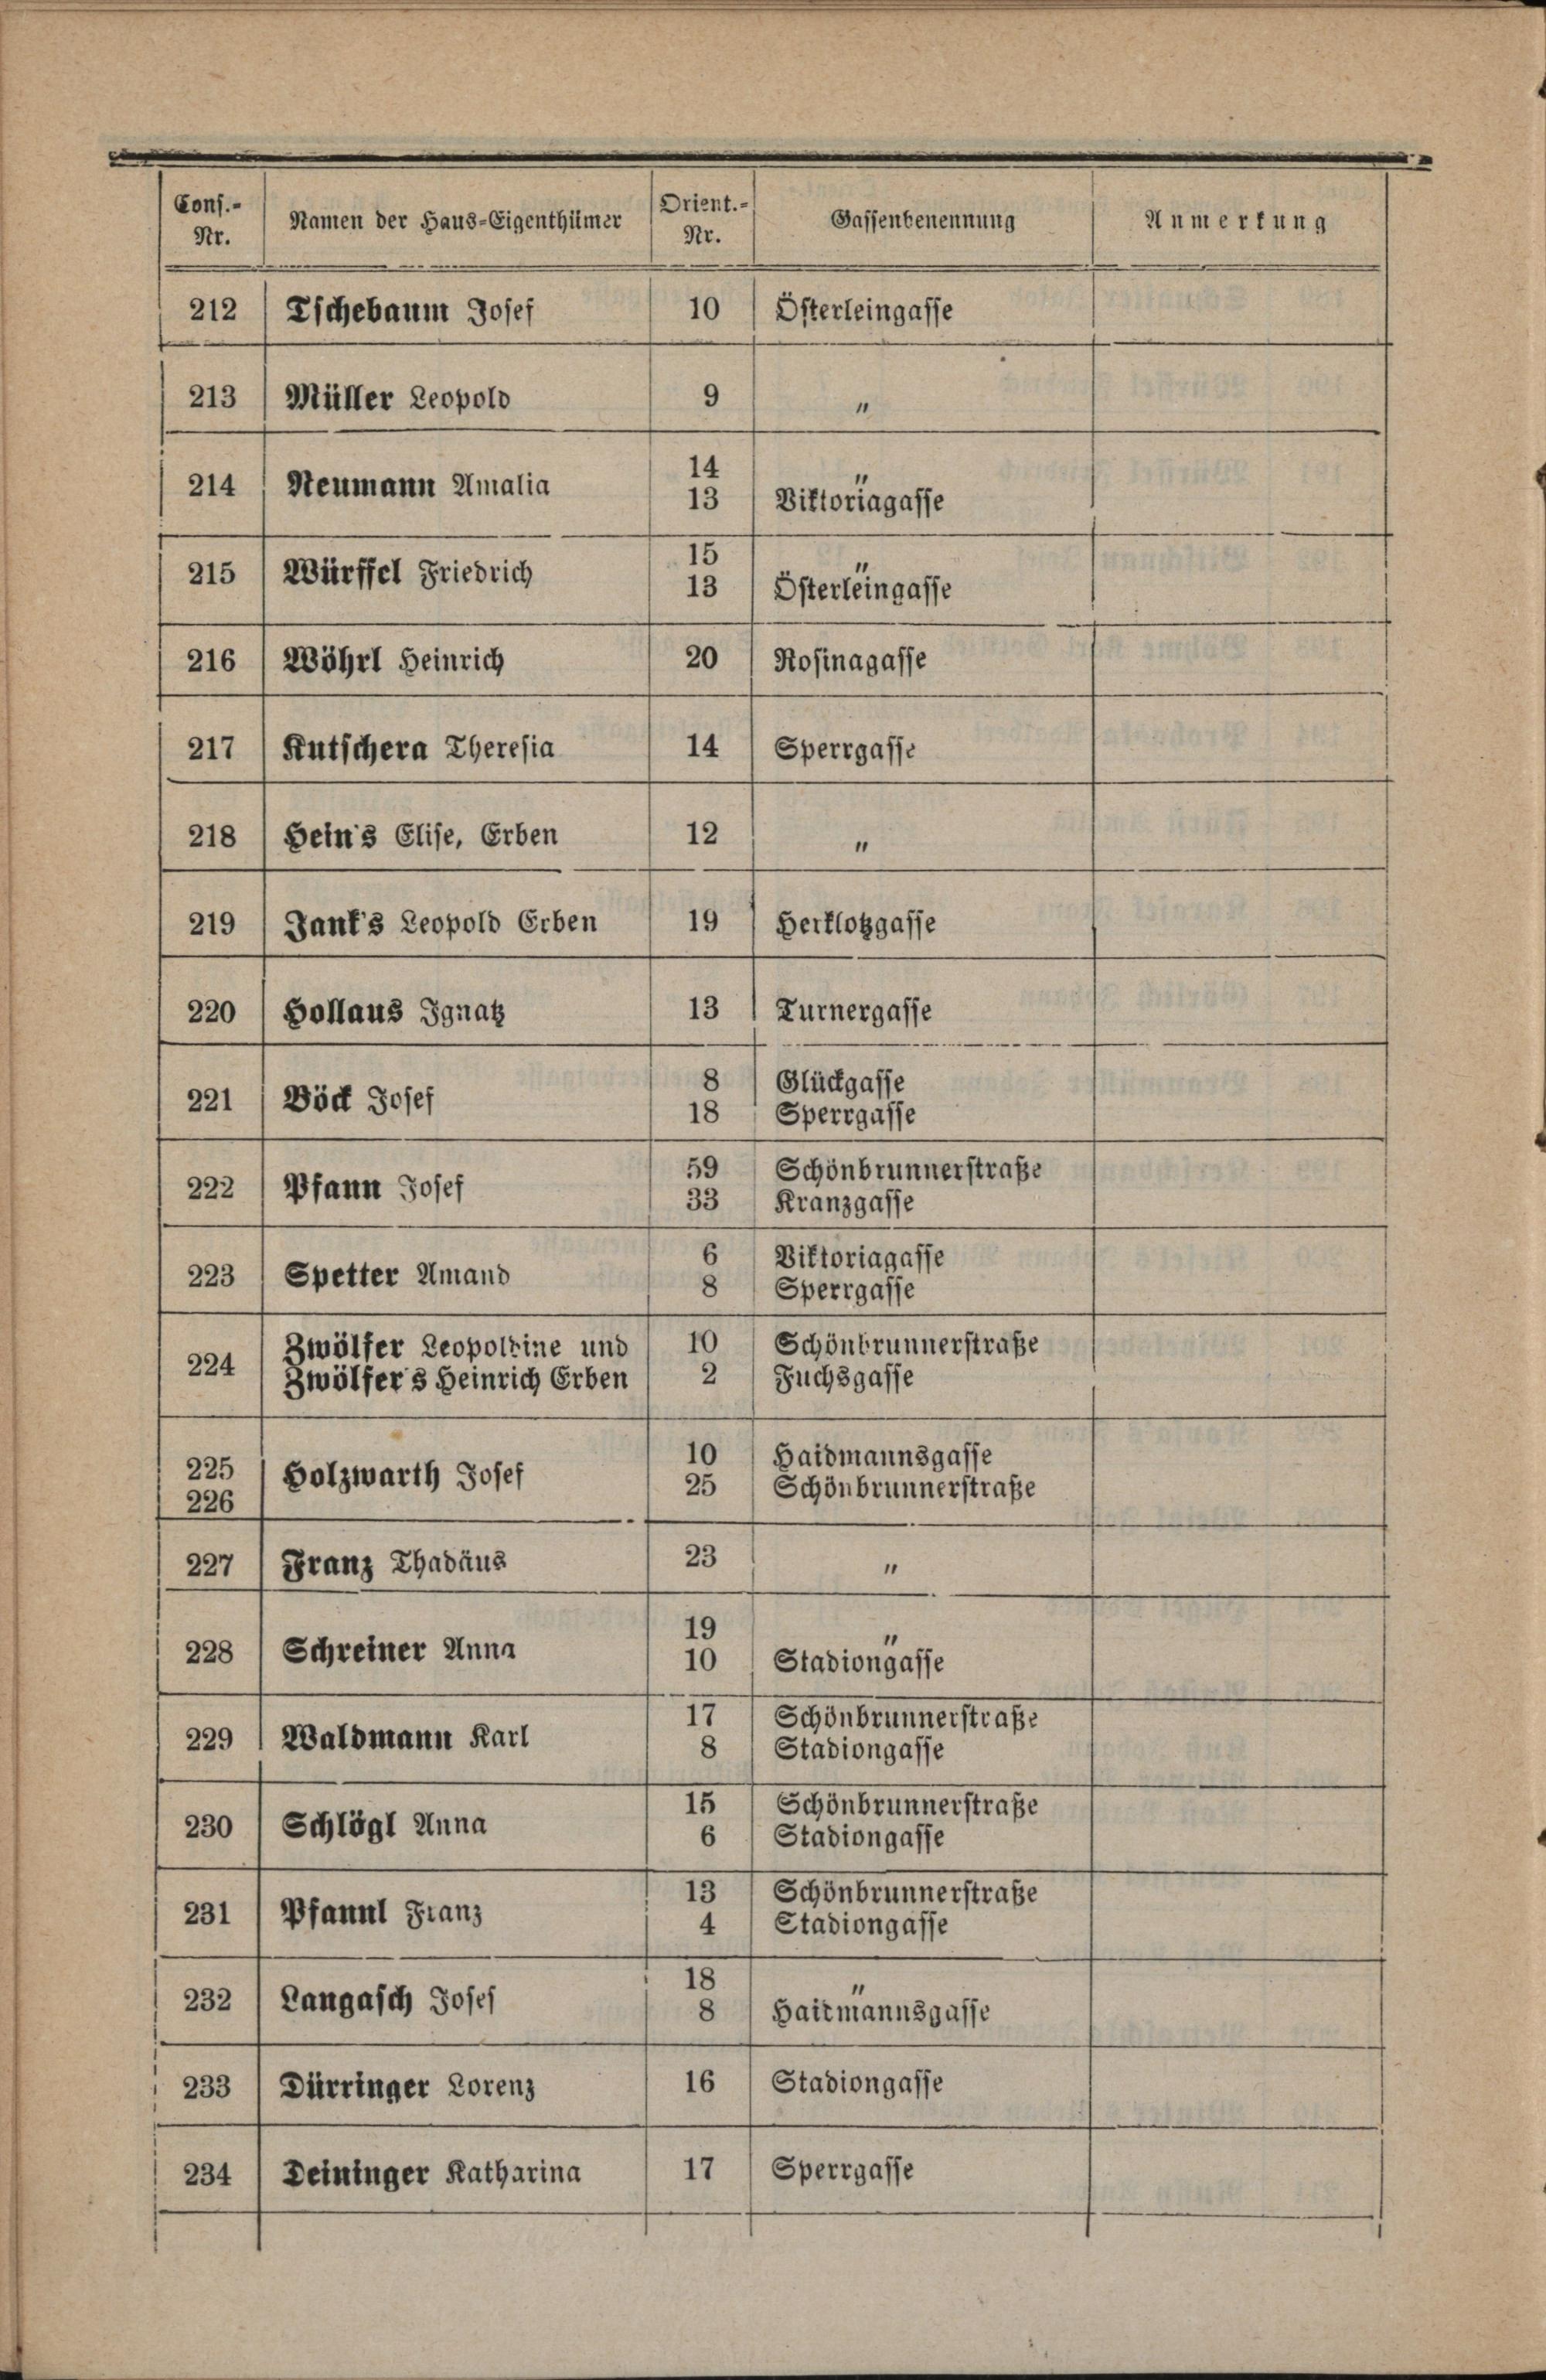 Cons.-Nr. | Namen der Haus-Eigenthümer | Orient.-Nr. | Gassenbenennung | Anmerkung
212 | Tschebaum Josef | 10 | Österleingasse
213 | Müller Leopold | 9 | "
214 | Neumann Amalia | 14 | "
13 | Viktoriagasse
215 | Würffel Friedrich | 15 | "
13 | Österleingasse
216 | Wöhrl Heinrich | 20 | Rosinagasse
217 | Kutschera Theresia | 14 | Sperrgasse
218 | Hein's Elise, Erben | 12 | "
219 | Jank's Leopold Erben | 19 | Herklotzgasse
220 | Hollaus Ignatz | 13 | Turnergasse
221 | Böck Josef | 8 | Glückgasse
18 | Sperrgasse
222 | Pfann Josef | 59 | Schönbrunnerstraße
33 | Kranzgasse
223 | Spetter Amand | 6 | Viktoriagasse
8 | Sperrgasse
224 | Zwölfer Leopoldine und | 10 | Schönbrunnerstraße
Zwölfer's Heinrich Erben | 2 | Fuchsgasse
225 | Holzwarth Josef | 10 | Haidmannsgasse
226 | 25 | Schönbrunnerstraße
227 | Franz Thadäus | 23 | "
228 | Schreiner Anna | 19 | "
10 | Stadiongasse
229 | Waldmann Karl | 17 | Schönbrunnerstraße
8 | Stadiongasse
230 | Schlögl Anna | 15 | Schönbrunnerstraße
6 | Stadiongasse
231 | Pfannl Franz | 13 | Schönbrunnerstraße
4 | Stadiongasse
232 | Langasch Josef | 18 | "
8 | Haidmannsgasse
233 | Dürringer Lorenz | 16 | Stadiongasse
234 | Deininger Katharina | 17 | Sperrgasse